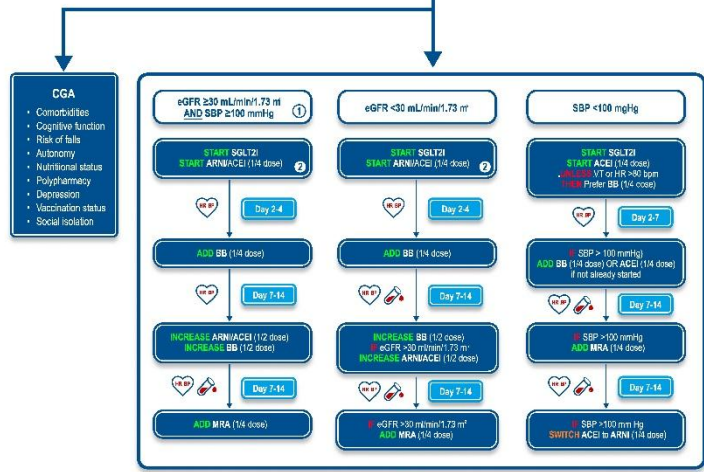 CGA
• Comorbidities
• Cognitive function
• Risk of falls
• Autonomy
• Nutritional status
• Polypharmacy
• Depression
• Vaccination status
• Social isolation
eGFR ≥30 mL/min/1.73 m
AND SBP ≥100 mmHg
1
START SGLT2I
START ARNI/ACEI (1/4 dose)
2
HR BP
Day 2-4
ADD BB (1/4 dose)
HR BP
Day 7-14
INCREASE ARNI/ACEI (1/2 dose)
INCREASE BB (1/2 dose)
HR BP
Day 7-14
ADD MRA (1/4 dose)
eGFR <30 mL/min/1.73 m
START SGLT2I
START ARNI/ACEI (1/4 dose)
2
HR BP
Day 2-4
ADD BB (1/4 dose)
HR BP
Day 7-14
INCREASE BB (1/2 dose)
IF eGFR >30 ml/min/1.73 m
INCREASE ARNI/ACEI (1/2 dose)
HR BP
Day 7-14
IF eGFR >30 ml/min/1.73 m²
ADD MRA (1/4 dose)
SBP <100 mgHg
START SGLT2I
START ACEI (1/4 dose)
.UNLESS VT or HR >80 bpm
THEN Prefer BB (1/4 dose)
HR BP
Day 2-7
IF SBP > 100 mmHg)
ADD BB (1/4 dose) OR ACEI (1/4 dose)
if not already started
HR BP
Day 7-14
IF SBP >100 mmHg
ADD MRA (1/4 dose)
HR BP
Day 7-14
IF SBP >100 mm Hg
SWITCH ACEI to ARNI (1/4 dose)